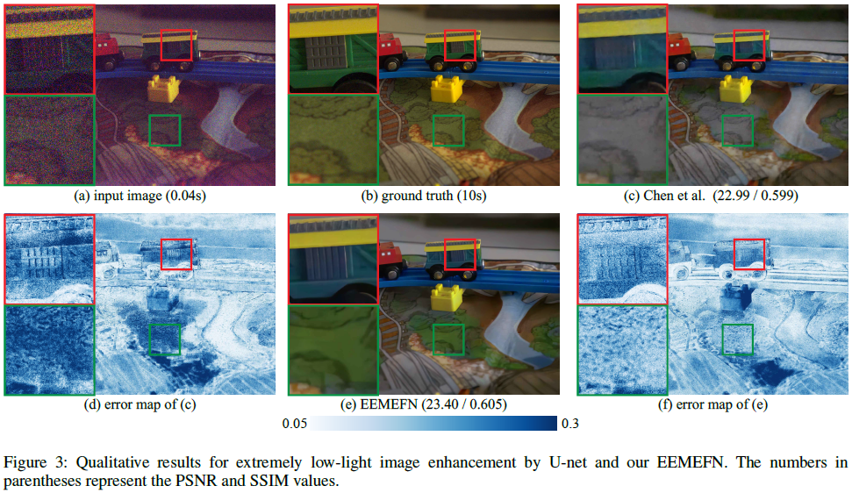 (a) input image (0.04s)
(b) ground truth (10s)
(c) Chen et al. (22.99 / 0.599)
(d) error map of (c)
(e) EEMEFN (23.40 / 0.605)
(f) error map of (e)
0.05
0.3
Figure 3: Qualitative results for extremely low-light image enhancement by U-net and our EEMEFN. The numbers in
parentheses represent the PSNR and SSIM values.